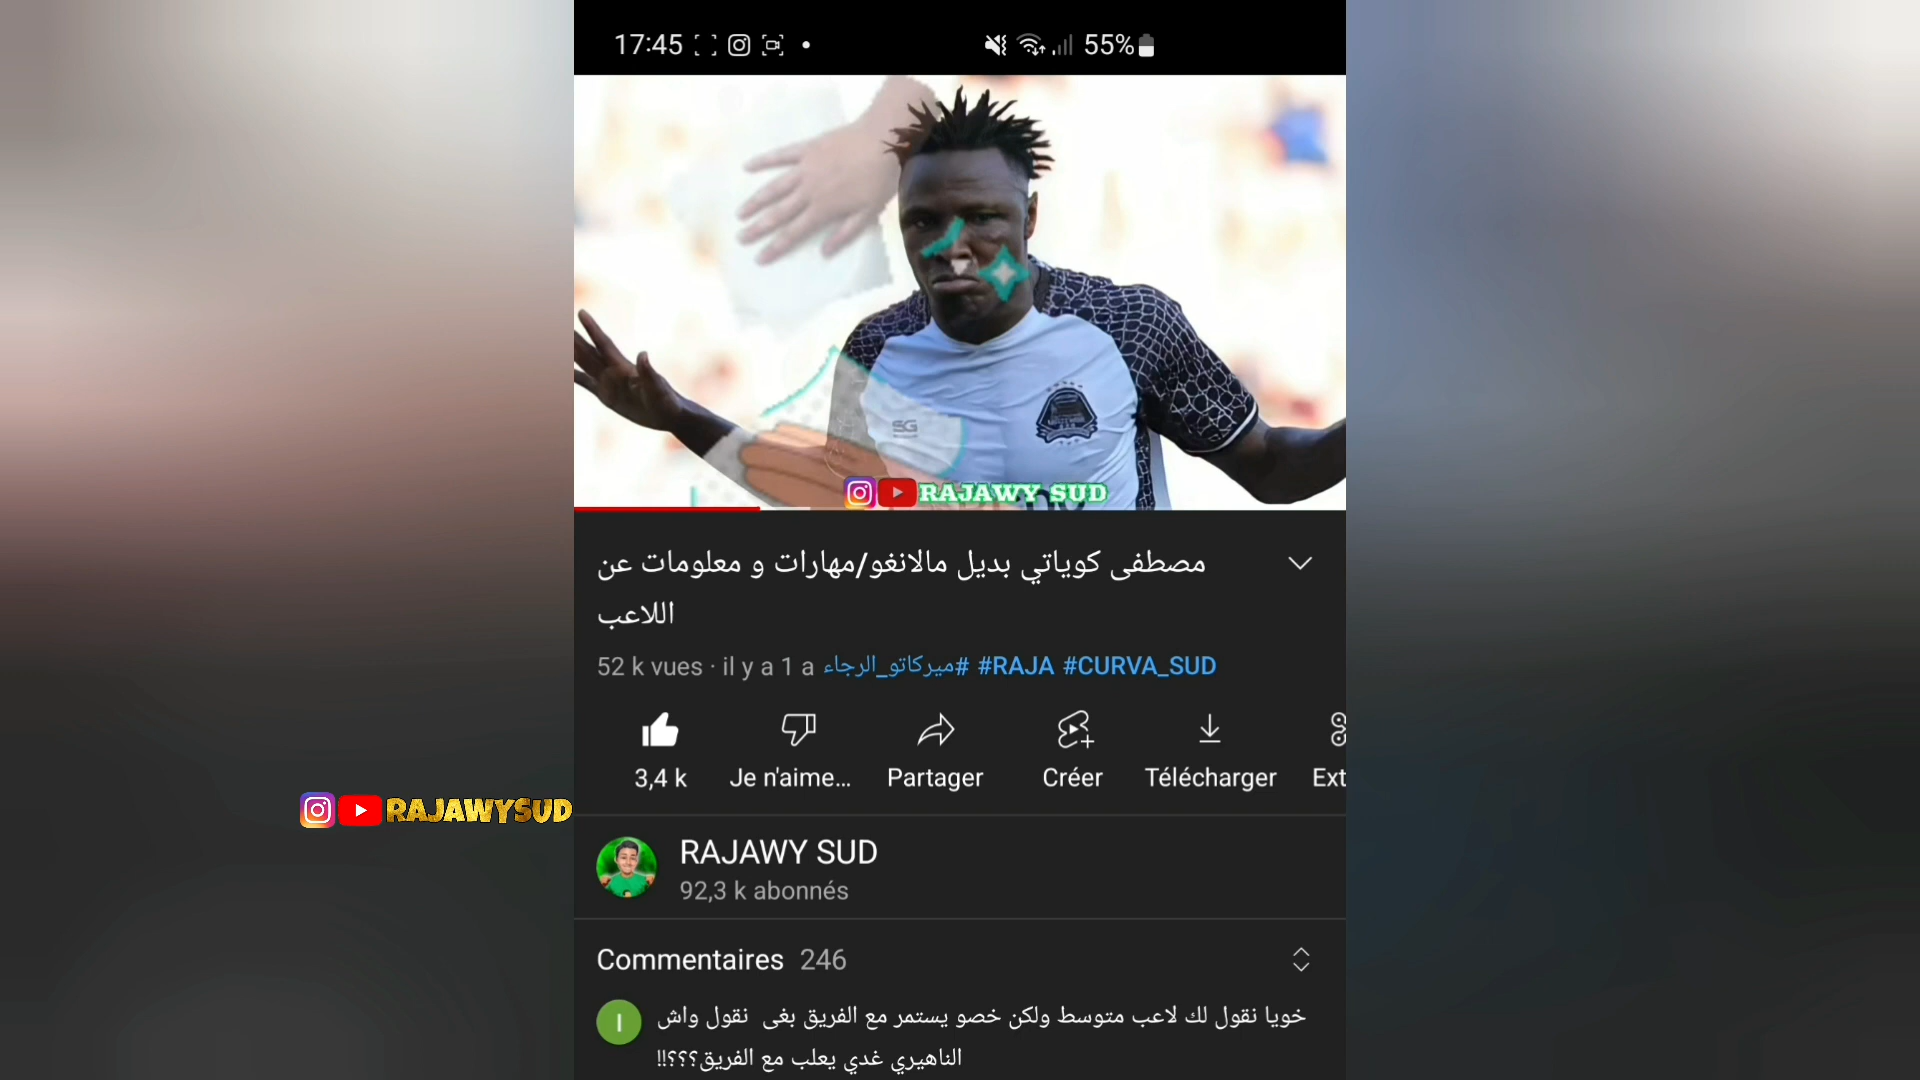 17:45
55%
SG
RAJAWY SUD
مصطفى كوياتي بديل مالانغو/مهارات و معلومات عن
اللاعب
52 k vues · il y a 1 a #ميركاتو_الرجاء #RAJA #CURVA_SUD
3,4 k
Je n'aime...
Partager
Créer
Télécharger
Ext
RAJAWYSUD
RAJAWY SUD
92,3 k abonnés
Commentaires 246
I
خويا نقول لك لاعب متوسط ولكن خصو يستمر مع الفريق بغى نقول واش
الناهيري غدي يعلب مع الفريق؟؟؟!!